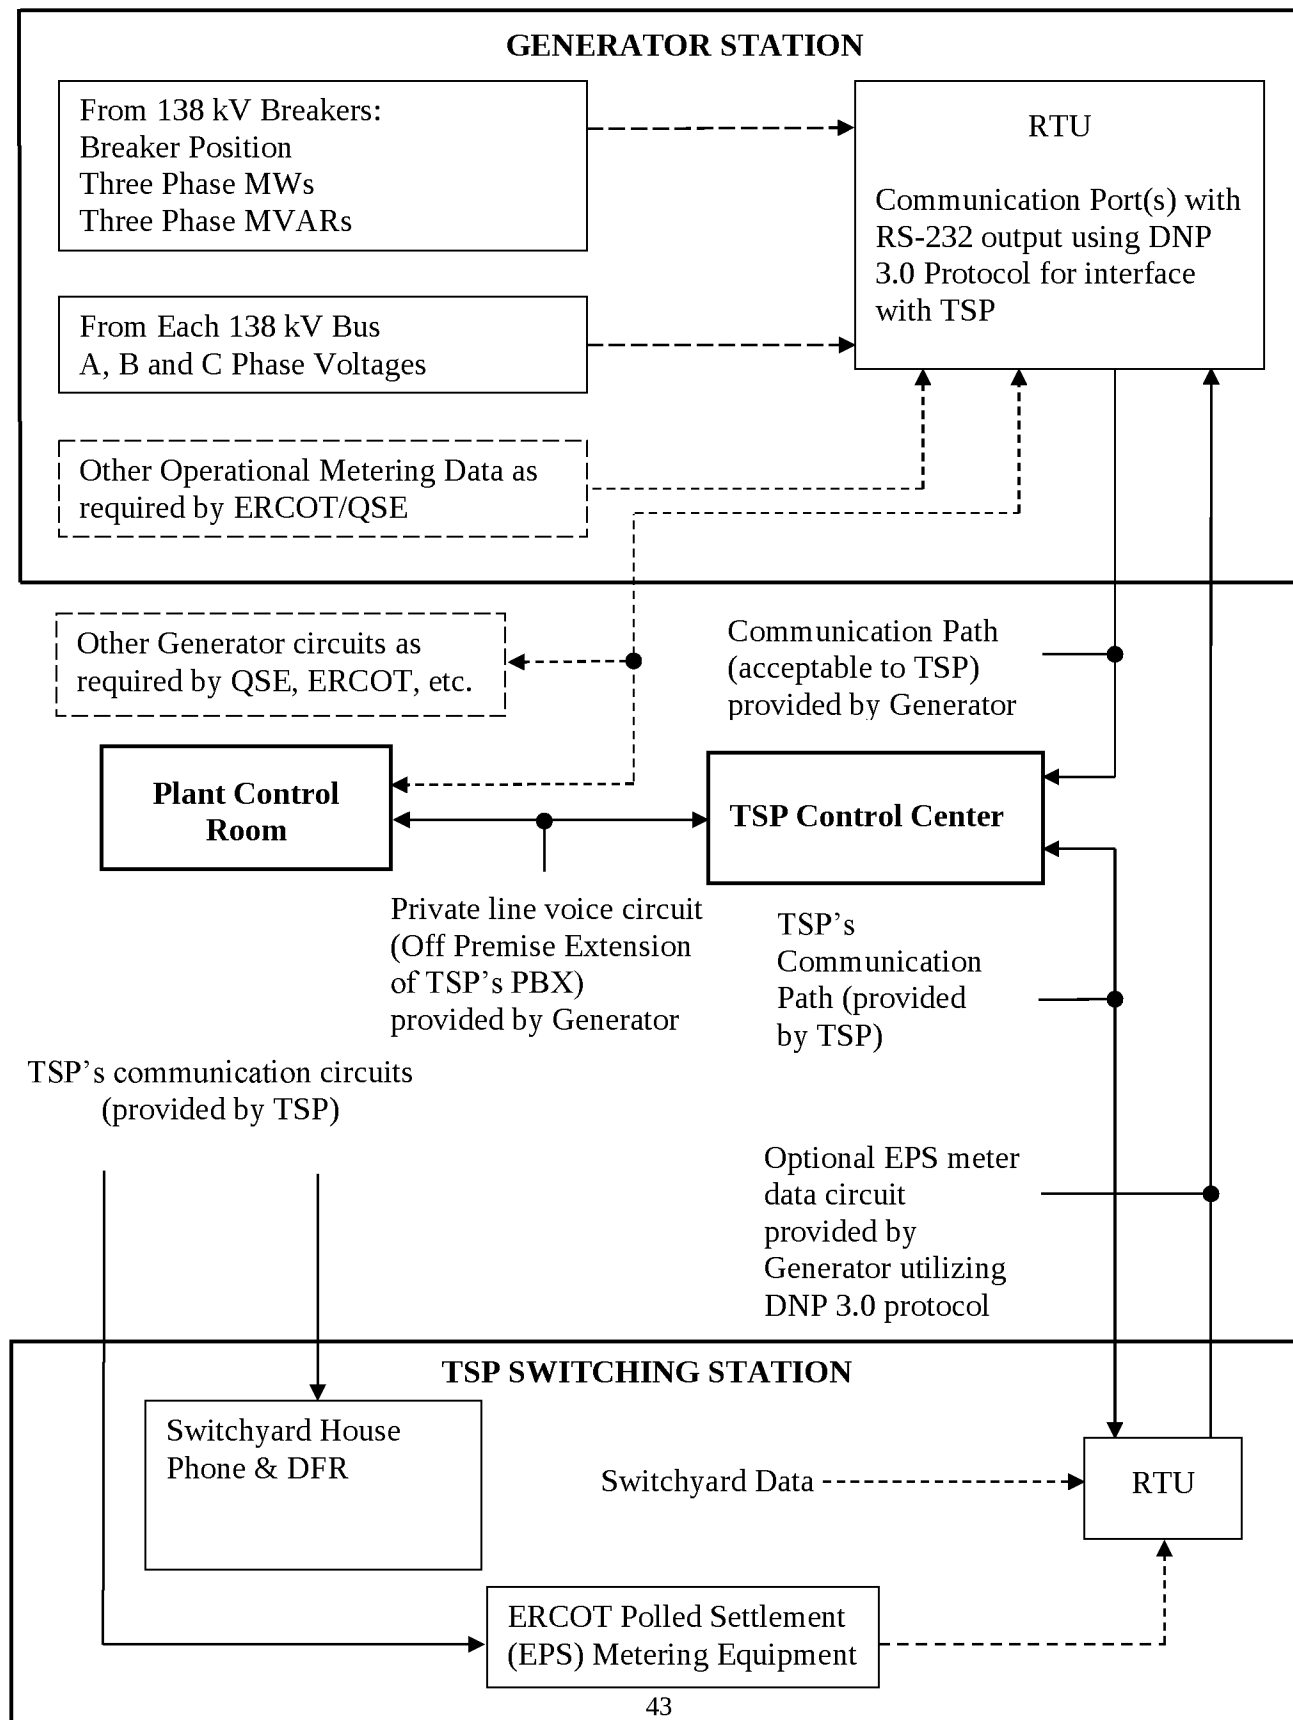 GENERATOR STATION
From 138 kV Breakers:
Breaker Position
Three Phase MWs
Three Phase MVARs
RTU
Communication Port(s) with
RS-232 output using DNP
3.0 Protocol for interface
with TSP
From Each 138 kV Bus
A, B and C Phase Voltages
Other Operational Metering Data as
required by ERCOT/QSE
Other Generator circuits as
required by QSE, ERCOT, etc.
Communication Path
(acceptable to TSP)
provided by Generator
Plant Control
Room
TSP Control Center
Private line voice circuit
(Off Premise Extension
of TSP’s PBX)
provided by Generator
TSP’s
Communication
Path (provided
by TSP)
TSP’s communication circuits
(provided by TSP)
Optional EPS meter
data circuit
provided by
Generator utilizing
DNP 3.0 protocol
TSP SWITCHING STATION
Switchyard House
Phone & DFR
Switchyard Data
RTU
ERCOT Polled Settlement
(EPS) Metering Equipment
43